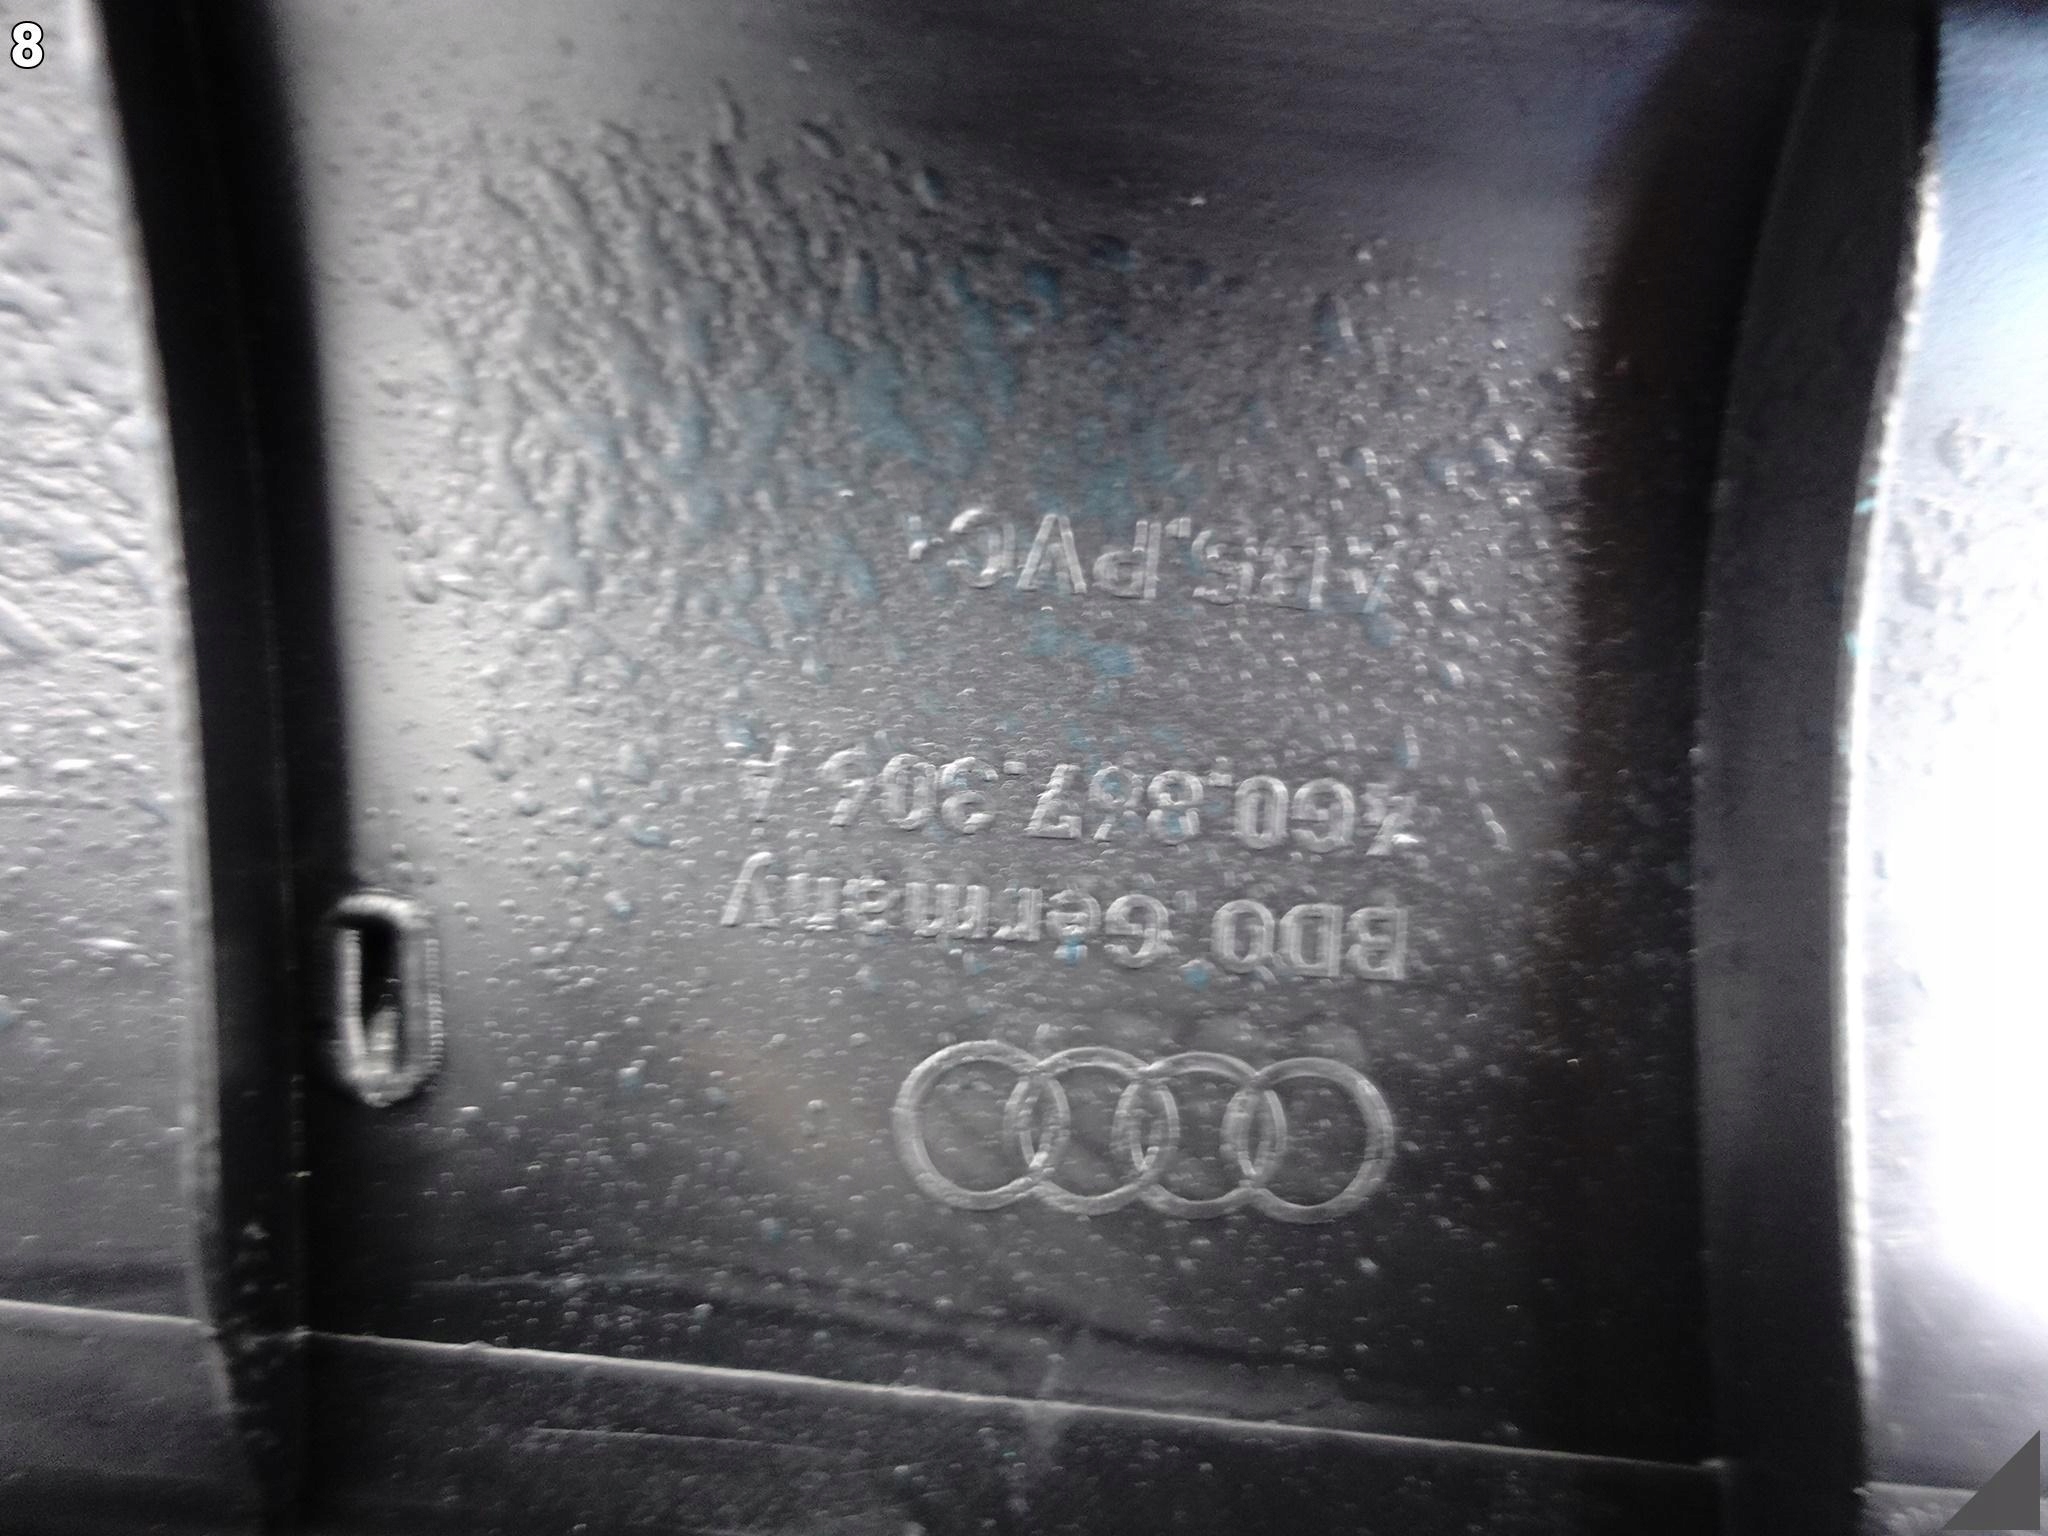 8
BDO Germany
4G0.867.306 A
>ABS,PVC<